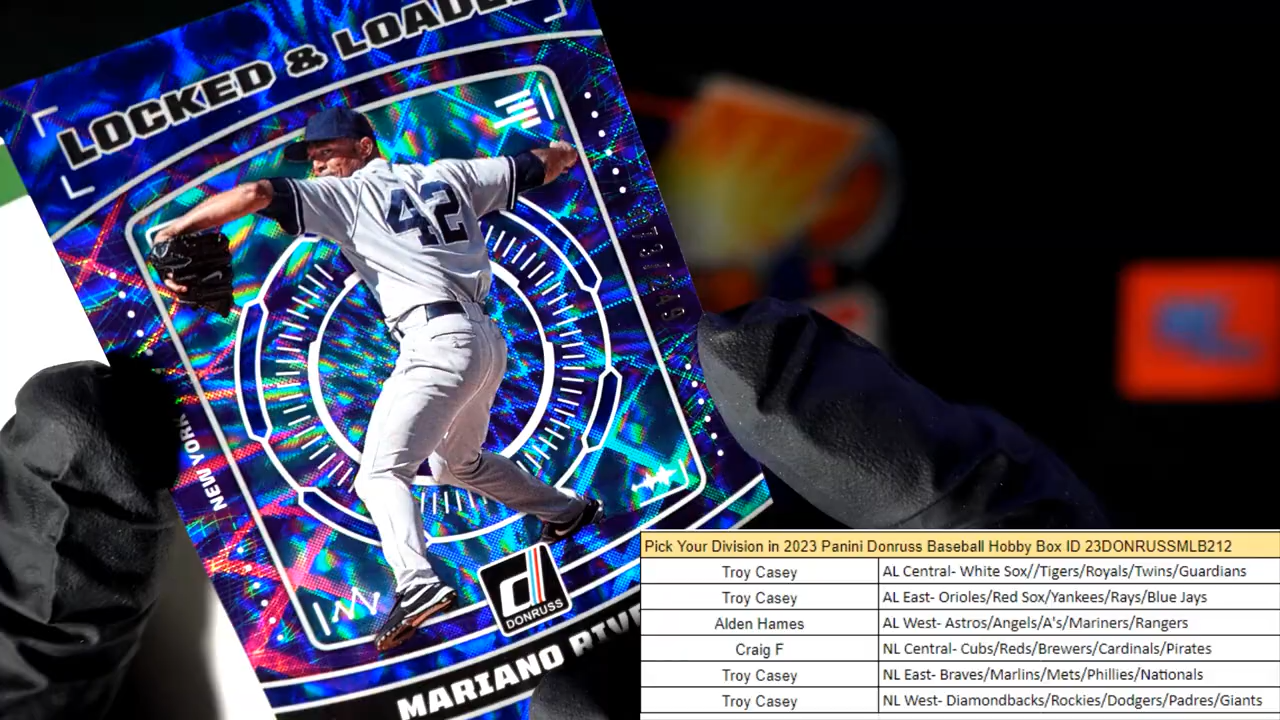 LOCKED & LOADED
42
737249
NEW YORK
DONRUSS
MARIANO
Pick Your Division in 2023 Panini Donruss Baseball Hobby Box ID 23DONRUSSMLB212
Troy Casey AL Central- White Sox//Tigers/Royals/Twins/Guardians
Troy Casey AL East- Orioles/Red Sox/Yankees/Rays/Blue Jays
Alden Hames AL West- Astros/Angels/A's/Mariners/Rangers
Craig F NL Central- Cubs/Reds/Brewers/Cardinals/Pirates
Troy Casey NL East- Braves/Marlins/Mets/Phillies/Nationals
Troy Casey NL West- Diamondbacks/Rockies/Dodgers/Padres/Giants